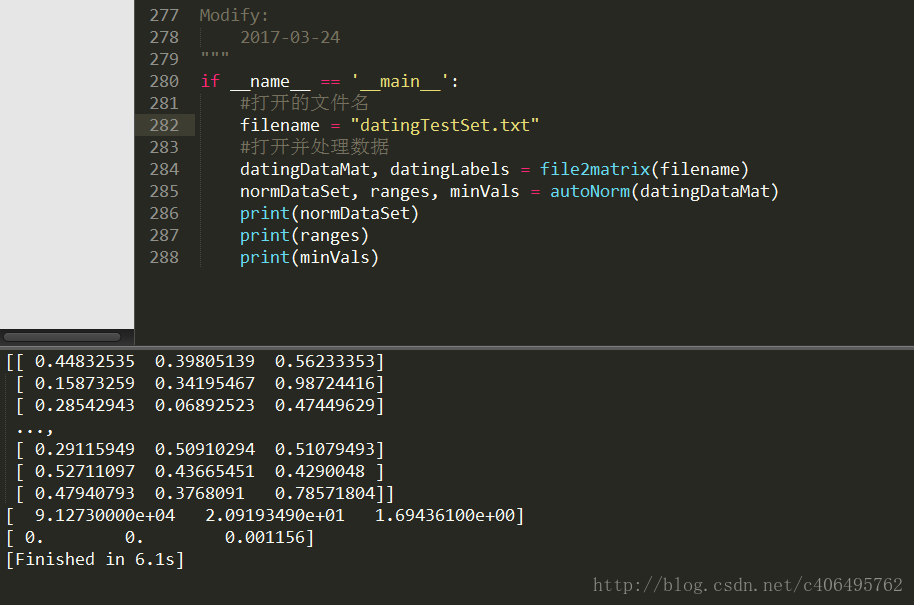 277 Modify:
278     2017-03-24
279 """
280 if __name__ == '__main__':
281     #打开的文件名
282     filename = "datingTestSet.txt"
283     #打开并处理数据
284     datingDataMat, datingLabels = file2matrix(filename)
285     normDataSet, ranges, minVals = autoNorm(datingDataMat)
286     print(normDataSet)
287     print(ranges)
288     print(minVals)
[[ 0.44832535  0.39805139  0.56233353]
 [ 0.15873259  0.34195467  0.98724416]
 [ 0.28542943  0.06892523  0.47449629]
 ...,
 [ 0.29115949  0.50910294  0.51079493]
 [ 0.52711097  0.43665451  0.4290048 ]
 [ 0.47940793  0.3768091   0.78571804]]
[  9.12730000e+04   2.09193490e+01   1.69436100e+00]
[ 0.        0.        0.001156]
[Finished in 6.1s]
http://blog.csdn.net/c406495762